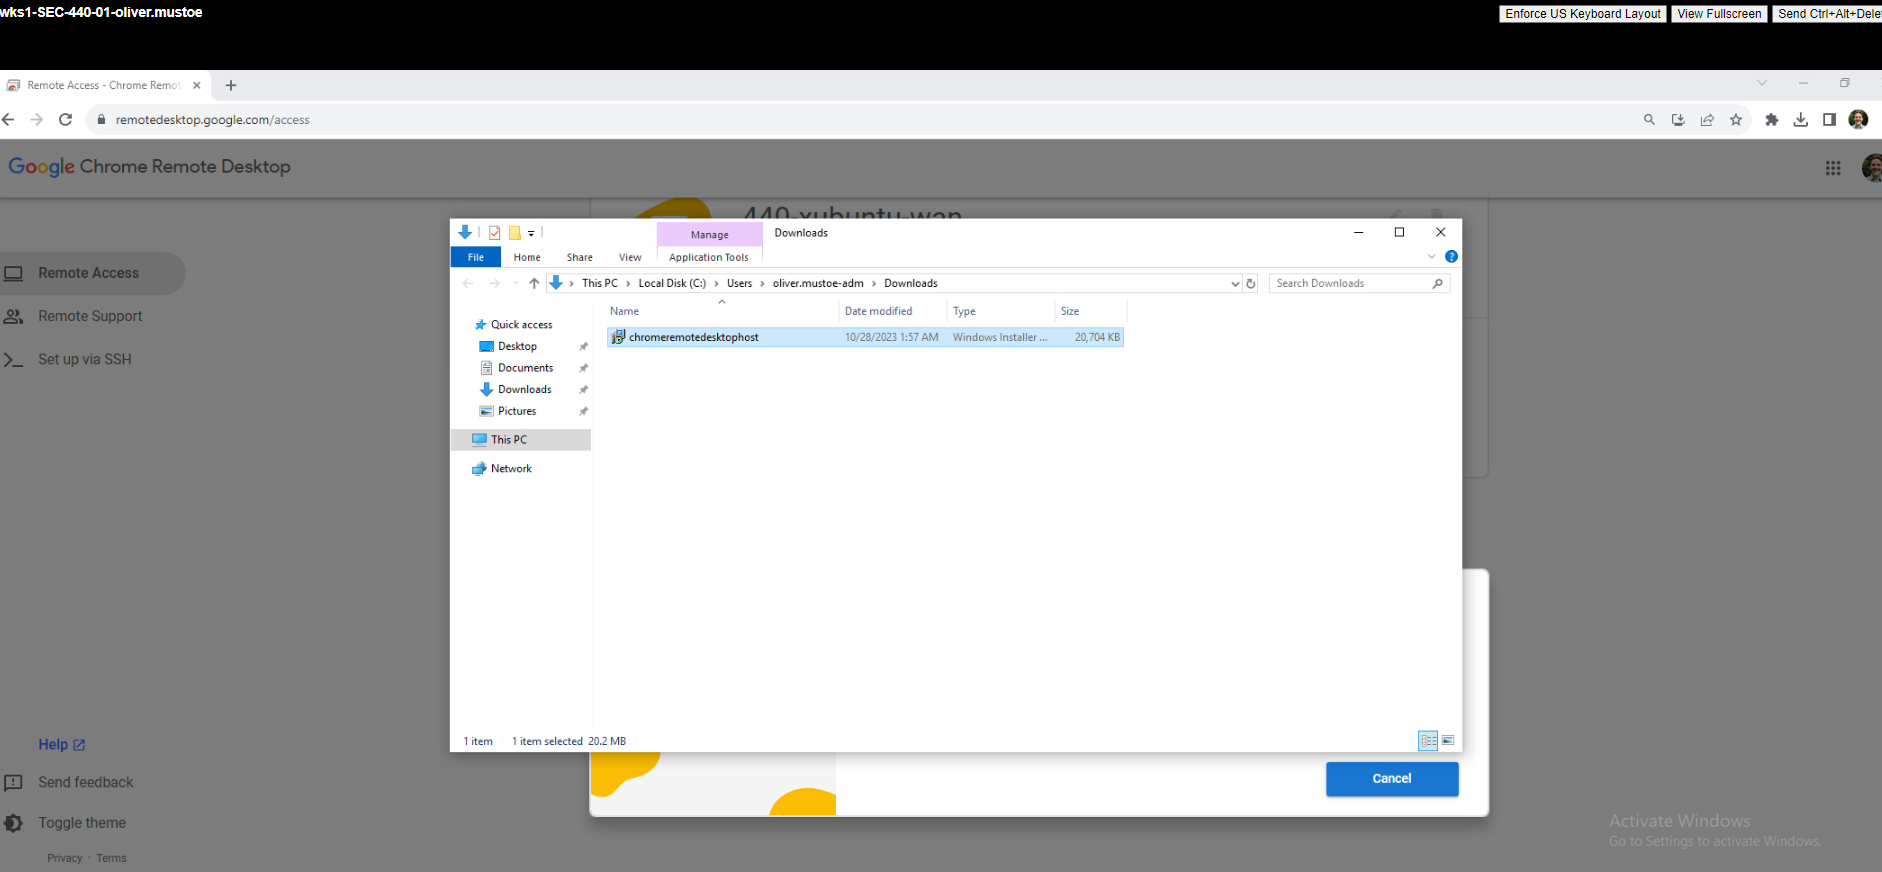 wks1-SEC-440-01-oliver.mustoe
Enforce US Keyboard Layout View Fullscreen Send Ctrl+Alt+Dele
Remote Access - Chrome Remo
remotedesktop.google.com/access
Google Chrome Remote Desktop
440-xubuntu-wan
Manage Downloads
File Home Share View Application Tools
This PC > Local Disk (C:) > Users > oliver.mustoe-adm > Downloads
Search Downloads
Name Date modified Type Size
chromeremotedesktophost 10/28/2023 1:57 AM Windows Installer ... 20,704 KB
Quick access
Desktop
Documents
Downloads
Pictures
This PC
Network
1 item 1 item selected 20.2 MB
Remote Access
Remote Support
Set up via SSH
Help
Send feedback
Toggle theme
Privacy · Terms
Cancel
Activate Windows
Go to Settings to activate Windows.